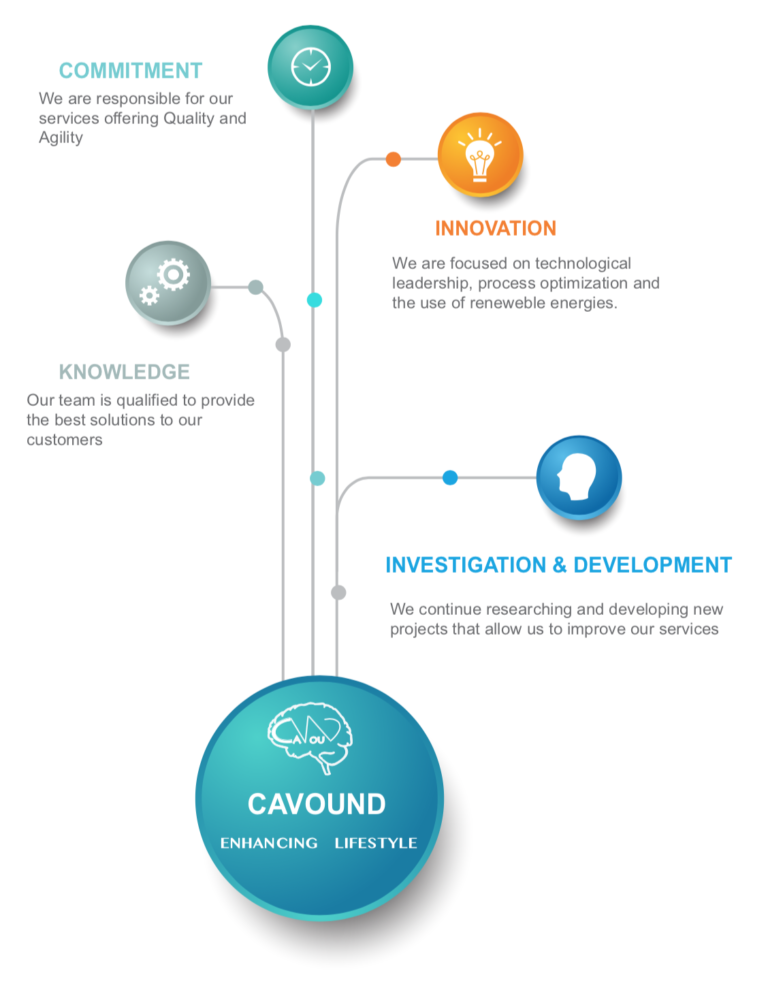 COMMITMENT
We are responsible for our
services offering Quality and
Agility
INNOVATION
We are focused on technological
leadership, process optimization and
the use of reneweble energies.
KNOWLEDGE
Our team is qualified to provide
the best solutions to our
customers
INVESTIGATION & DEVELOPMENT
We continue researching and developing new
projects that allow us to improve our services
CAVOUND
ENHANCING LIFESTYLE